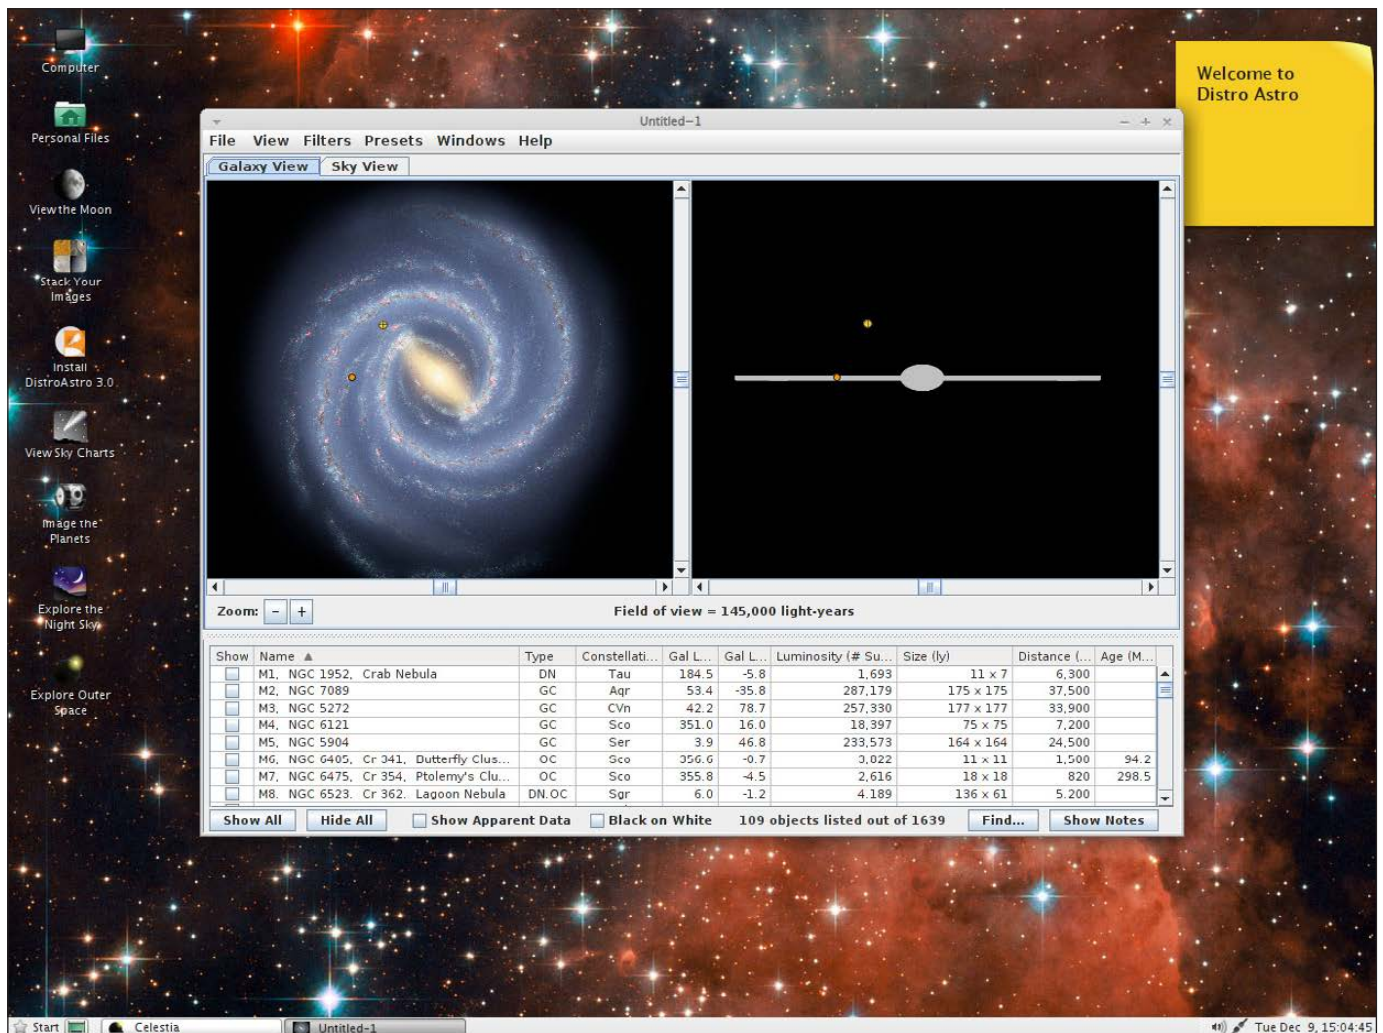 Computer
Personal Files
View the Moon
Stack Your
Images
Install
DistroAstro 3.0
View Sky Charts
Image the
Planets
Explore the
Night Sky
Explore Outer
Space
Welcome to
Distro Astro
Untitled-1
File View Filters Presets Windows Help
Galaxy View Sky View
Zoom: - + Field of view = 145,000 light-years
Show Name Type Constellati... Gal L... Gal L... Luminosity (# Su... Size (ly) Distance (... Age (M...
M1, NGC 1952, Crab Nebula DN Tau 184.5 -5.8 1,693 11 x 7 6,300
M2, NGC 7089 GC Aqr 53.4 -35.8 287,179 175 x 175 37,500
M3, NGC 5272 GC CVn 42.2 78.7 257,330 177 x 177 33,900
M4, NGC 6121 GC Sco 351.0 16.0 18,397 75 x 75 7,200
M5, NGC 5904 GC Ser 3.9 46.8 233,573 164 x 164 24,500
M6, NGC 6405, Cr 341, Butterfly Clus... OC Sco 356.6 -0.7 3,022 11 x 11 1,500 94.2
M7, NGC 6475, Cr 354, Ptolemy's Clu... OC Sco 355.8 -4.5 2,616 18 x 18 820 298.5
M8, NGC 6523, Cr 362, Lagoon Nebula DN,OC Sgr 6.0 -1.2 4,189 136 x 61 5,200
Show All Hide All Show Apparent Data Black on White 109 objects listed out of 1639 Find... Show Notes
Start Celestia Untitled-1 Tue Dec 9, 15:04:45